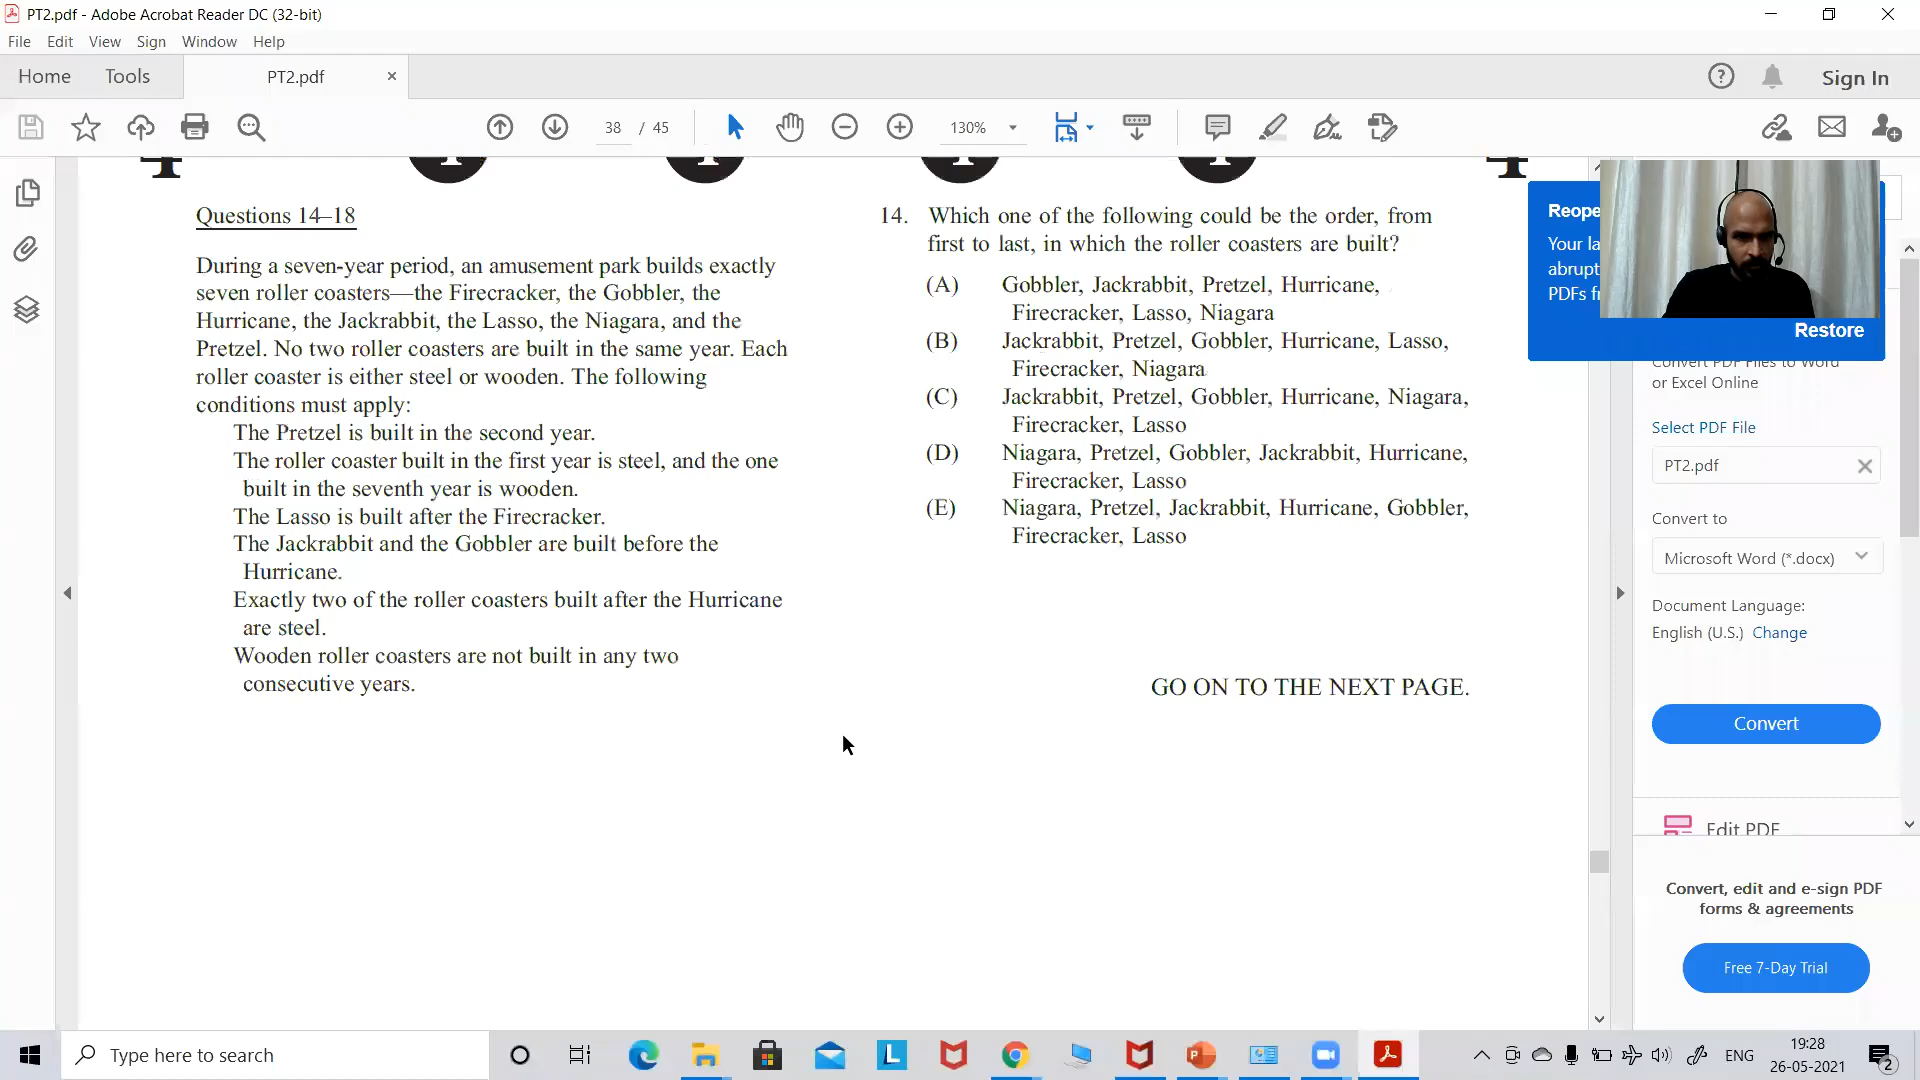 PT2.pdf - Adobe Acrobat Reader DC (32-bit)
File Edit View Sign Window Help
Home Tools PT2.pdf × Sign In
38 / 45 130%
Questions 14–18
During a seven-year period, an amusement park builds exactly
seven roller coasters—the Firecracker, the Gobbler, the
Hurricane, the Jackrabbit, the Lasso, the Niagara, and the
Pretzel. No two roller coasters are built in the same year. Each
roller coaster is either steel or wooden. The following
conditions must apply:
The Pretzel is built in the second year.
The roller coaster built in the first year is steel, and the one
built in the seventh year is wooden.
The Lasso is built after the Firecracker.
The Jackrabbit and the Gobbler are built before the
Hurricane.
Exactly two of the roller coasters built after the Hurricane
are steel.
Wooden roller coasters are not built in any two
consecutive years.
14. Which one of the following could be the order, from
first to last, in which the roller coasters are built?
(A) Gobbler, Jackrabbit, Pretzel, Hurricane,
Firecracker, Lasso, Niagara
(B) Jackrabbit, Pretzel, Gobbler, Hurricane, Lasso,
Firecracker, Niagara
(C) Jackrabbit, Pretzel, Gobbler, Hurricane, Niagara,
Firecracker, Lasso
(D) Niagara, Pretzel, Gobbler, Jackrabbit, Hurricane,
Firecracker, Lasso
(E) Niagara, Pretzel, Jackrabbit, Hurricane, Gobbler,
Firecracker, Lasso
GO ON TO THE NEXT PAGE.
Reope
Your la
abrupt
PDFs f
Restore
Convert PDF Files to Word
or Excel Online
Select PDF File
PT2.pdf
Convert to
Microsoft Word (*.docx)
Document Language:
English (U.S.) Change
Convert
Edit PDF
Convert, edit and e-sign PDF
forms & agreements
Free 7-Day Trial
Type here to search
ENG
19:28
26-05-2021
2